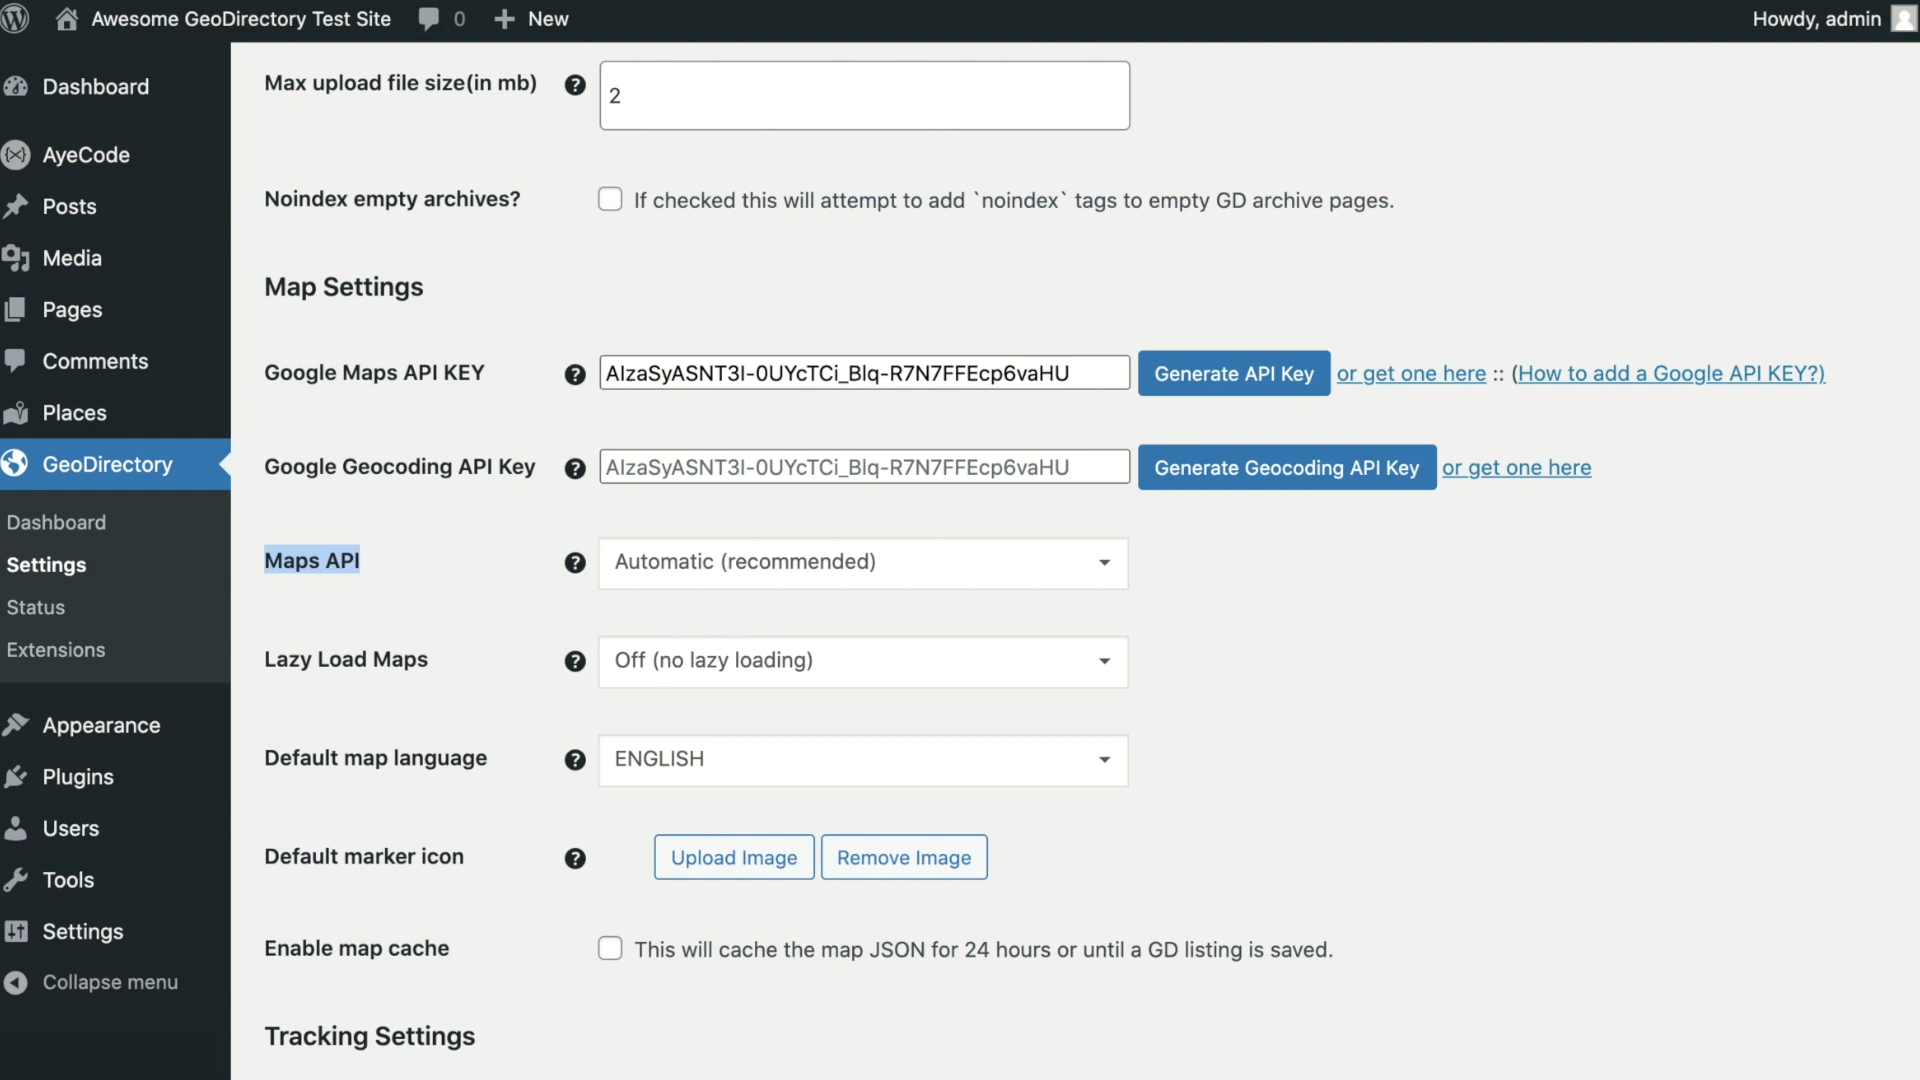 Awesome GeoDirectory Test Site 0 New Howdy, admin
Dashboard
AyeCode
Posts
Media
Pages
Comments
Places
GeoDirectory
Dashboard
Settings
Status
Extensions
Appearance
Plugins
Users
Tools
Settings
Collapse menu
Max upload file size(in mb) ? 2
Noindex empty archives? If checked this will attempt to add `noindex` tags to empty GD archive pages.
Map Settings
Google Maps API KEY ? AIzaSyASNT3I-0UYcTCi_Blq-R7N7FFEcp6vaHU Generate API Key or get one here :: (How to add a Google API KEY?)
Google Geocoding API Key ? AIzaSyASNT3I-0UYcTCi_Blq-R7N7FFEcp6vaHU Generate Geocoding API Key or get one here
Maps API ? Automatic (recommended)
Lazy Load Maps ? Off (no lazy loading)
Default map language ? ENGLISH
Default marker icon ? Upload Image Remove Image
Enable map cache This will cache the map JSON for 24 hours or until a GD listing is saved.
Tracking Settings